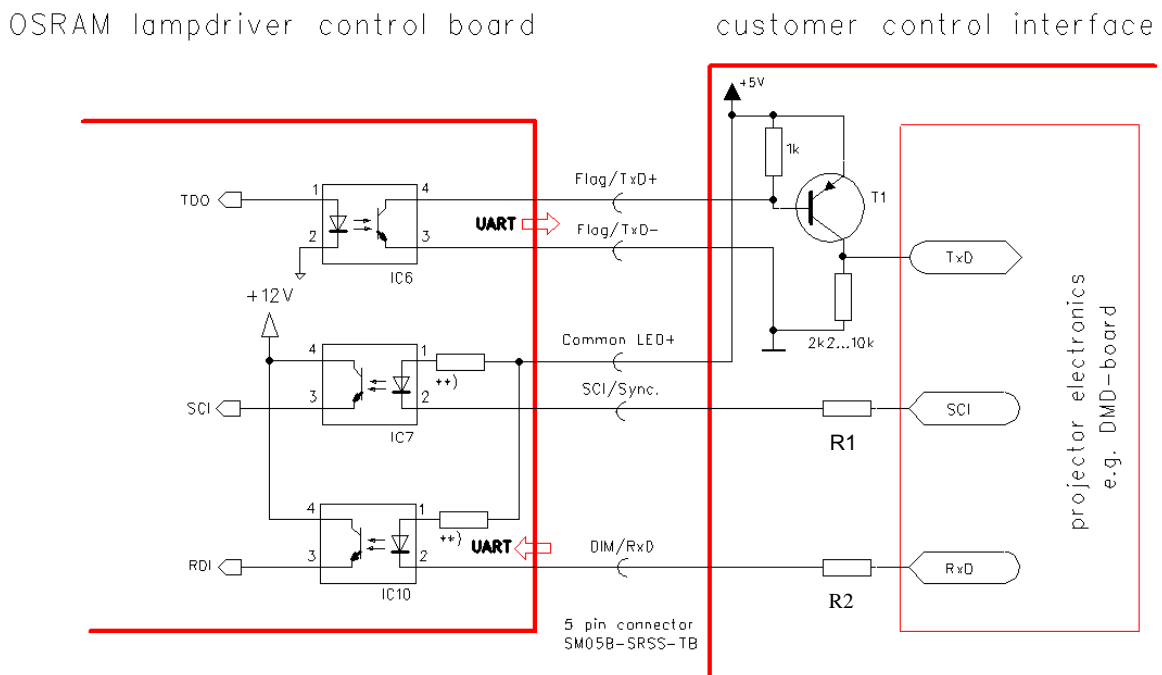 OSRAM lampdriver control board
customer control interface
+5V
1k
T1
Flag/TxD+
TDO
1
4
UART
Flag/TxD-
2
3
IC6
TxD
+12V
2k2...10k
Common LED+
4
1
**)
SCI/Sync.
SCI
3
2
SCI
IC7
R1
projector electronics
e.g. DMD-board
4
1
**)
UART
DIM/RxD
RDI
3
2
RxD
IC10
R2
5 pin connector
SM05B-SRSS-TB